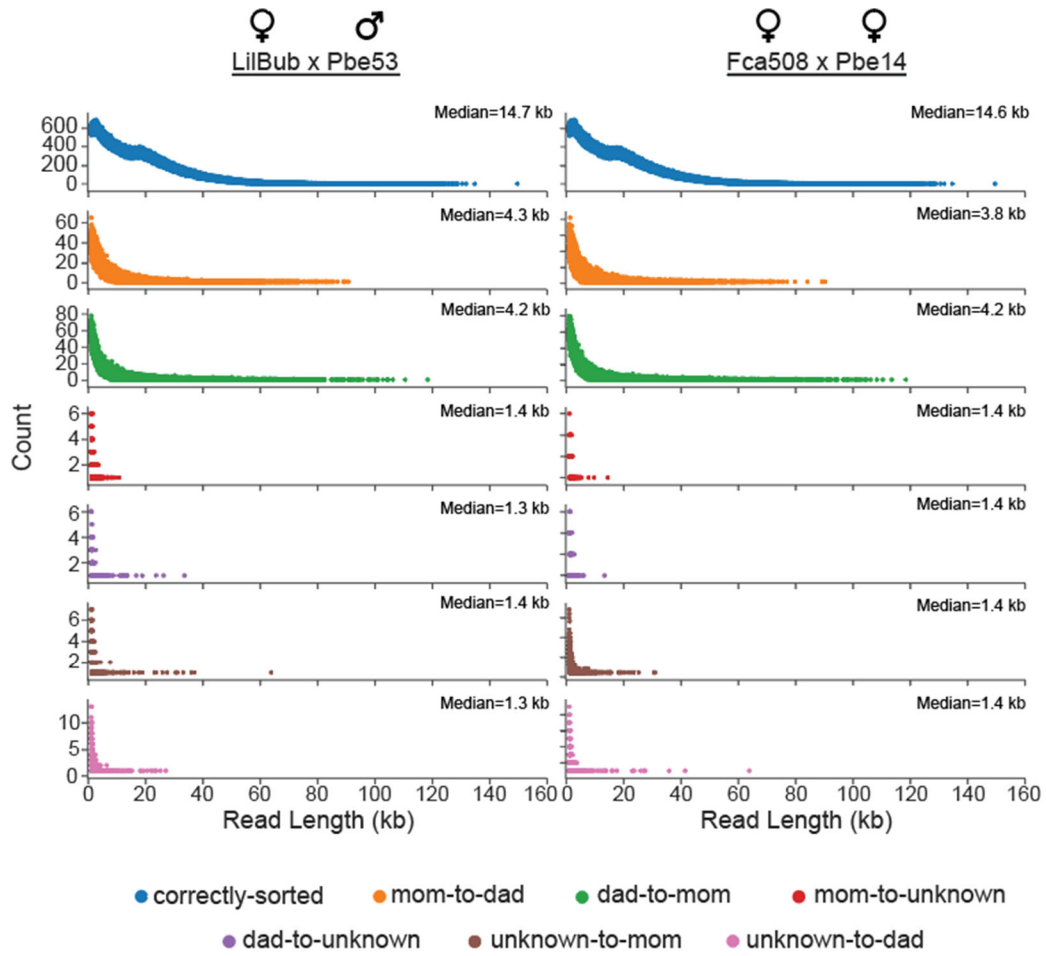 ♀ ♂ ♀ ♀
LilBub x Pbe53 Fca508 x Pbe14
Median=14.7 kb Median=14.6 kb
600
400
200
0
Median=4.3 kb Median=3.8 kb
60
40
20
0
Median=4.2 kb Median=4.2 kb
80
60
40
20
0
Median=1.4 kb Median=1.4 kb
6
4
2
Median=1.3 kb Median=1.4 kb
6
4
2
Median=1.4 kb Median=1.4 kb
6
4
2
Median=1.3 kb Median=1.4 kb
10
5
0
Count
0 20 40 60 80 100 120 140 160 0 20 40 60 80 100 120 140 160
Read Length (kb) Read Length (kb)
correctly-sorted mom-to-dad dad-to-mom mom-to-unknown
dad-to-unknown unknown-to-mom unknown-to-dad